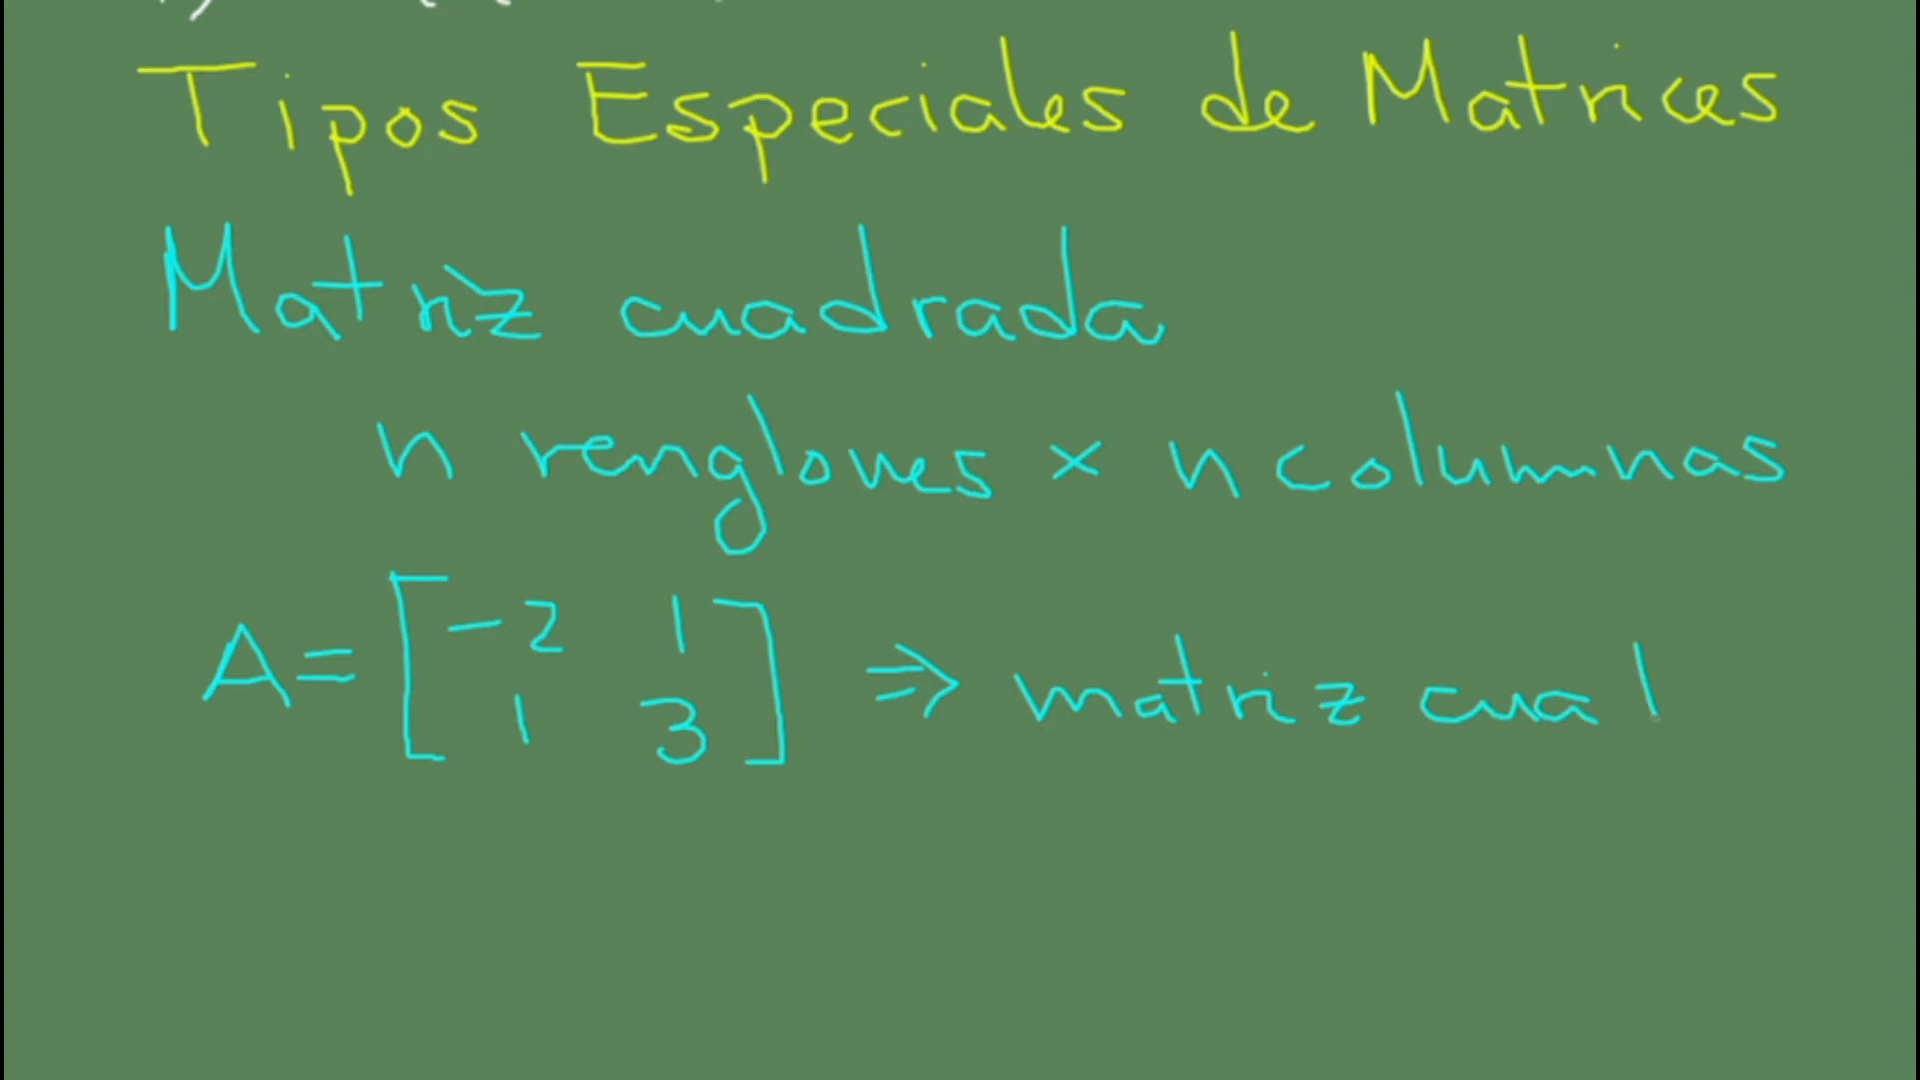 Tipos Especiales de Matrices
Matriz cuadrada
n renglones × n columnas
A = [ -2 1
1 3 ] ⇒ matriz cua